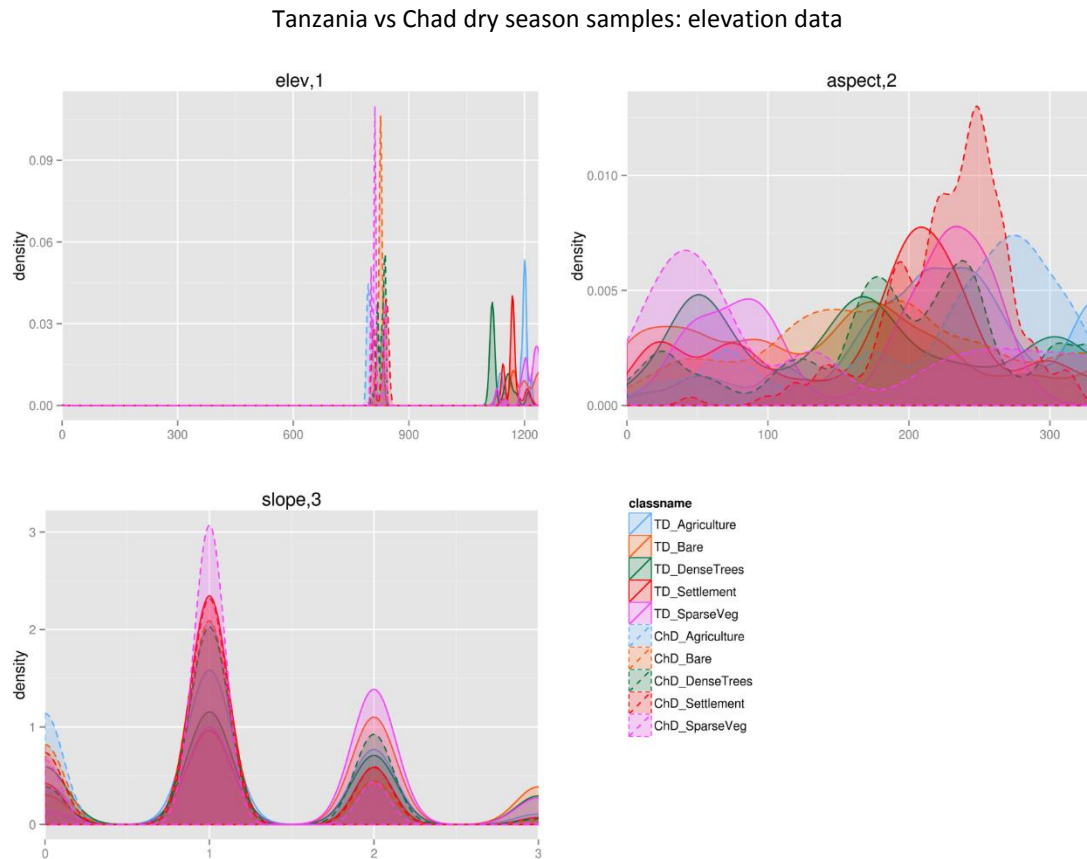 Tanzania vs Chad dry season samples: elevation data
elev,1
density
0.09
0.06
0.03
0.00
0 300 600 900 1200
aspect,2
density
0.010
0.005
0.000
0 100 200 300
slope,3
density
3
2
1
0
0 1 2 3
classname
TD_Agriculture
TD_Bare
TD_DenseTrees
TD_Settlement
TD_SparseVeg
ChD_Agriculture
ChD_Bare
ChD_DenseTrees
ChD_Settlement
ChD_SparseVeg